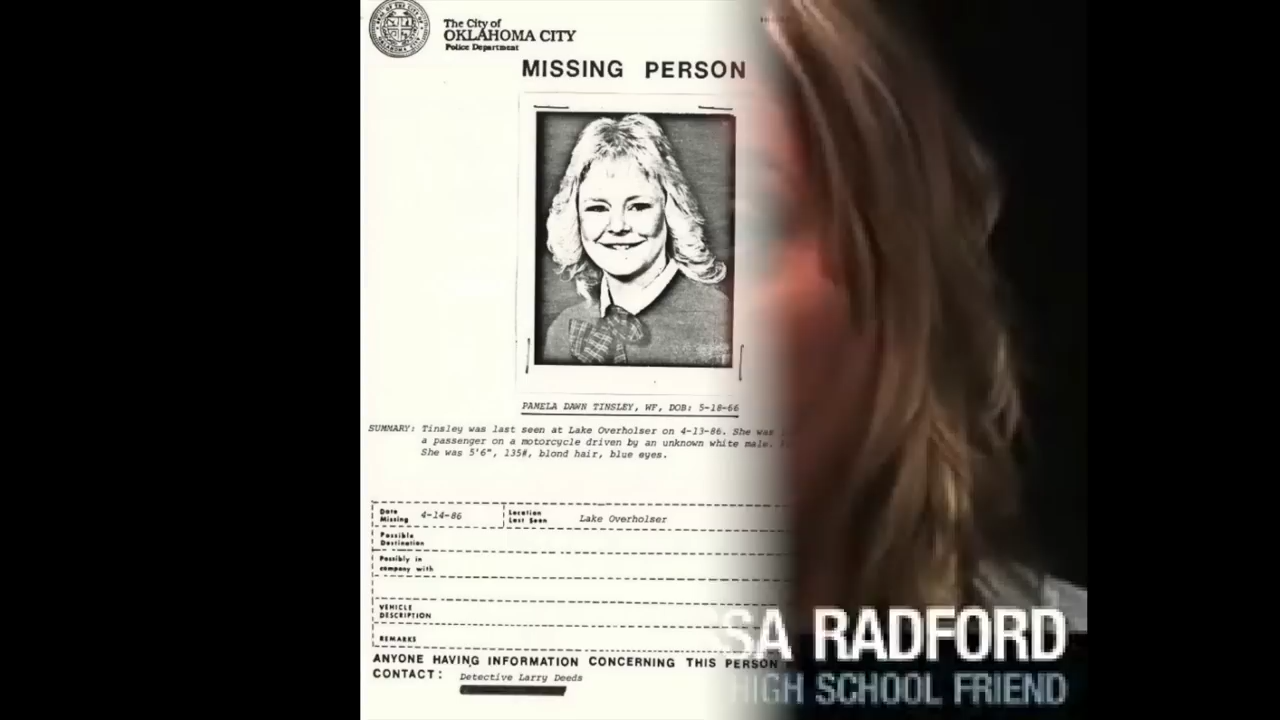 The City of
OKLAHOMA CITY
Police Department
MISSING PERSON
PAMELA DAWN TINSLEY, WF, DOB: 5-18-66
SUMMARY: Tinsley was last seen at Lake Overholser on 4-13-86. She was
a passenger on a motorcycle driven by an unknown white male.
She was 5'6", 135#, blond hair, blue eyes.
Date Missing 4-14-86 Location Last Seen Lake Overholser
Possible
Destination
Possibly in
company with
VEHICLE
DESCRIPTION
REMARKS
ANYONE HAVING INFORMATION CONCERNING THIS PERSON
CONTACT: Detective Larry Deeds
SA RADFORD
HIGH SCHOOL FRIEND